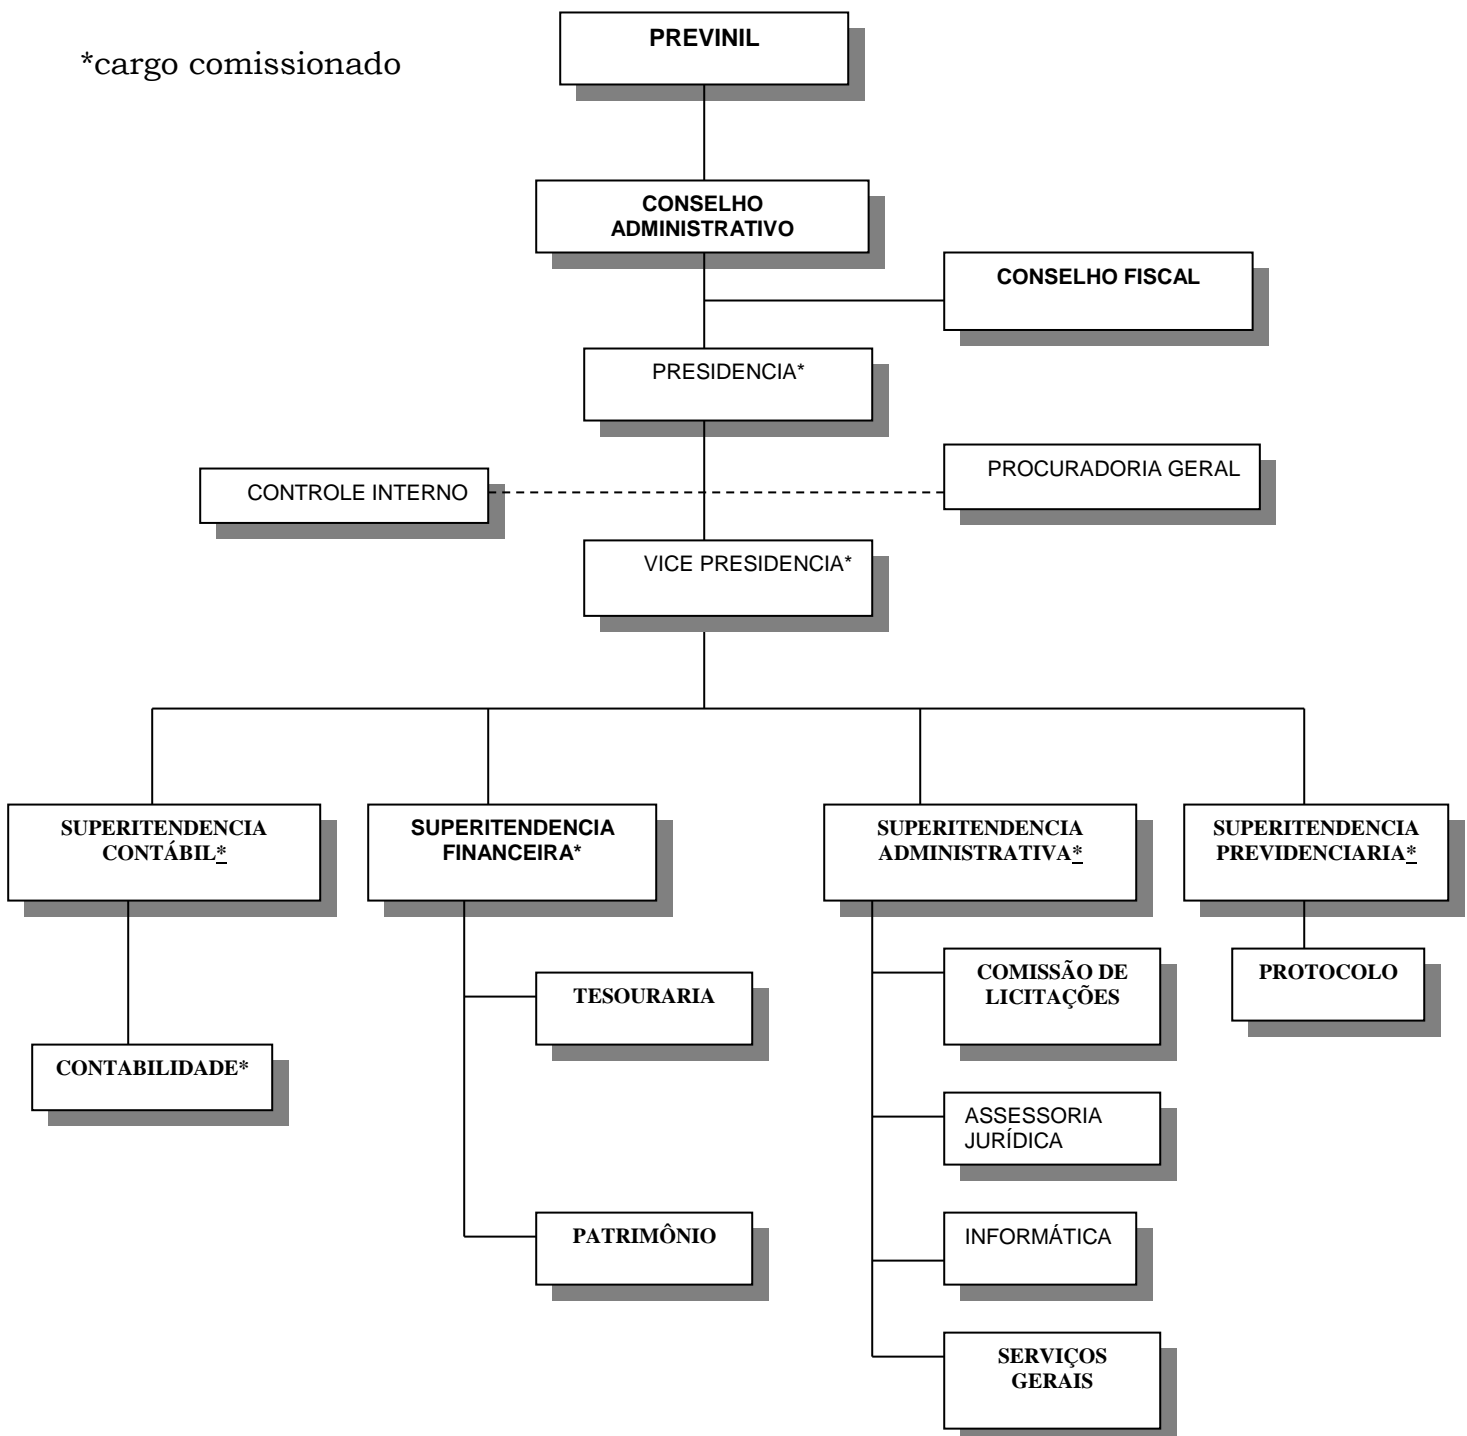 PREVINIL
*cargo comissionado
CONSELHO
ADMINISTRATIVO
CONSELHO FISCAL
PRESIDENCIA*
PROCURADORIA GERAL
CONTROLE INTERNO
VICE PRESIDENCIA*
SUPERITENDENCIA
CONTÁBIL*
SUPERITENDENCIA
FINANCEIRA*
SUPERITENDENCIA
ADMINISTRATIVA*
SUPERITENDENCIA
PREVIDENCIARIA*
COMISSÃO DE
LICITAÇÕES
PROTOCOLO
TESOURARIA
CONTABILIDADE*
ASSESSORIA
JURÍDICA
PATRIMÔNIO
INFORMÁTICA
SERVIÇOS
GERAIS